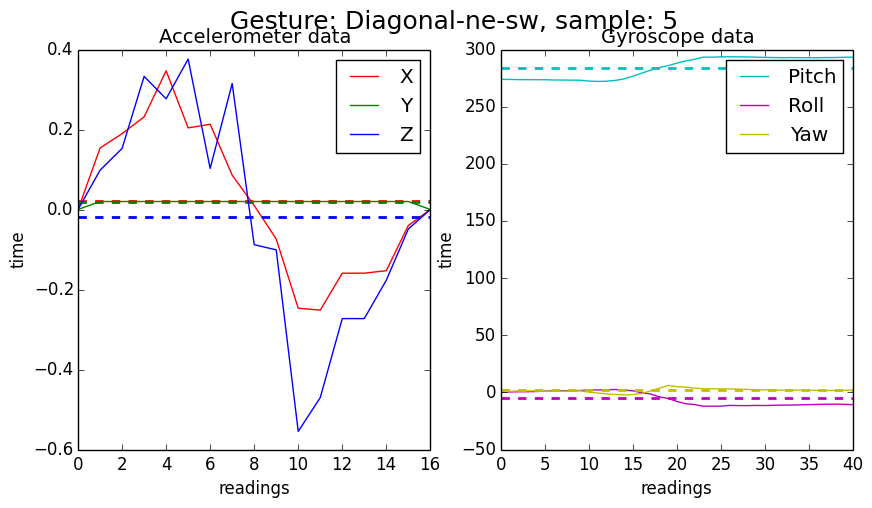 Gesture: Diagonal-ne-sw, sample: 5
Accelerometer data
0.4
0.2
0.0
−0.2
−0.4
−0.6
time
0 2 4 6 8 10 12 14 16
readings
X
Y
Z
Gyroscope data
300
250
200
150
100
50
0
−50
time
0 5 10 15 20 25 30 35 40
readings
Pitch
Roll
Yaw